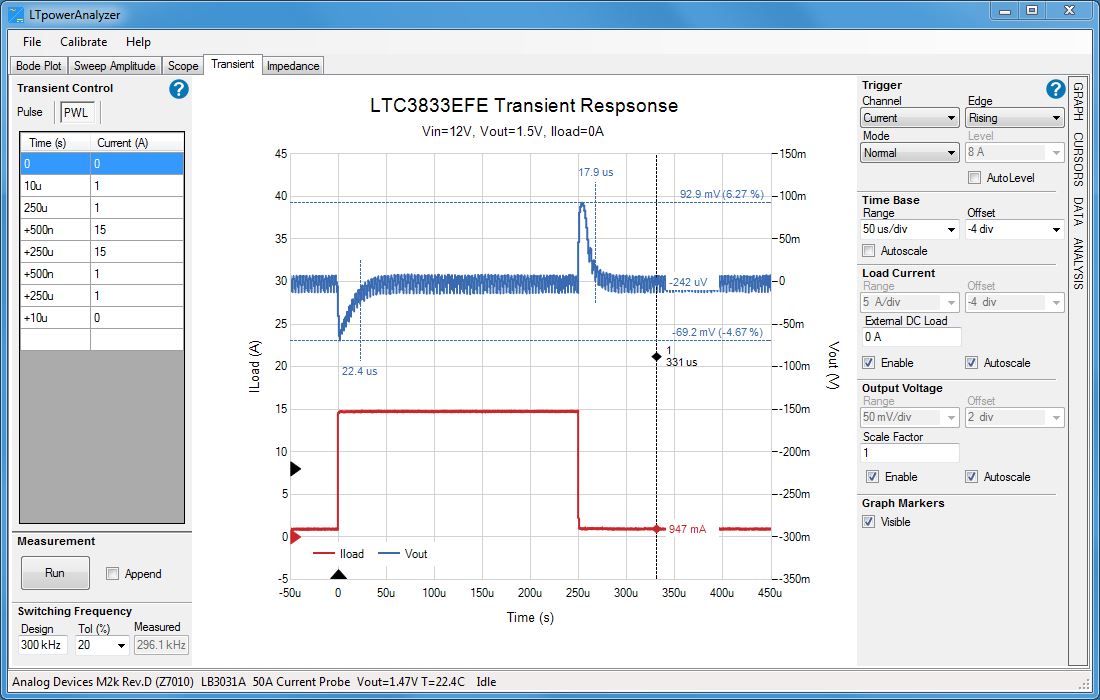 LTpowerAnalyzer
File Calibrate Help
Bode Plot Sweep Amplitude Scope Transient Impedance
Transient Control ?
Pulse PWL
Time (s) Current (A)
0 0
10u 1
250u 1
+500n 15
+250u 15
+500n 1
+250u 1
+10u 0
Measurement
Run Append
Switching Frequency
Design Tol (%) Measured
300 kHz 20 296.1 kHz
LTC3833EFE Transient Respsonse
Vin=12V, Vout=1.5V, Iload=0A
45
40
35
30
25
20
15
10
5
0
-5
ILoad (A)
150m
100m
50m
0
-50m
-100m
-150m
-200m
-250m
-300m
-350m
Vout (V)
17.9 us
92.9 mV (6.27 %)
-242 uV
-69.2 mV (-4.67 %)
22.4 us
1
331 us
947 mA
Iload Vout
-50u 0 50u 100u 150u 200u 250u 300u 350u 400u 450u
Time (s)
Trigger ?
Channel Edge
Current Rising
Mode Level
Normal 8 A
AutoLevel
Time Base
Range Offset
50 us/div -4 div
Autoscale
Load Current
Range Offset
5 A/div -4 div
External DC Load
0 A
Enable Autoscale
Output Voltage
Range Offset
50 mV/div 2 div
Scale Factor
1
Enable Autoscale
Graph Markers
Visible
GRAPH CURSORS DATA ANALYSIS
Analog Devices M2k Rev.D (Z7010) LB3031A 50A Current Probe Vout=1.47V T=22.4C Idle